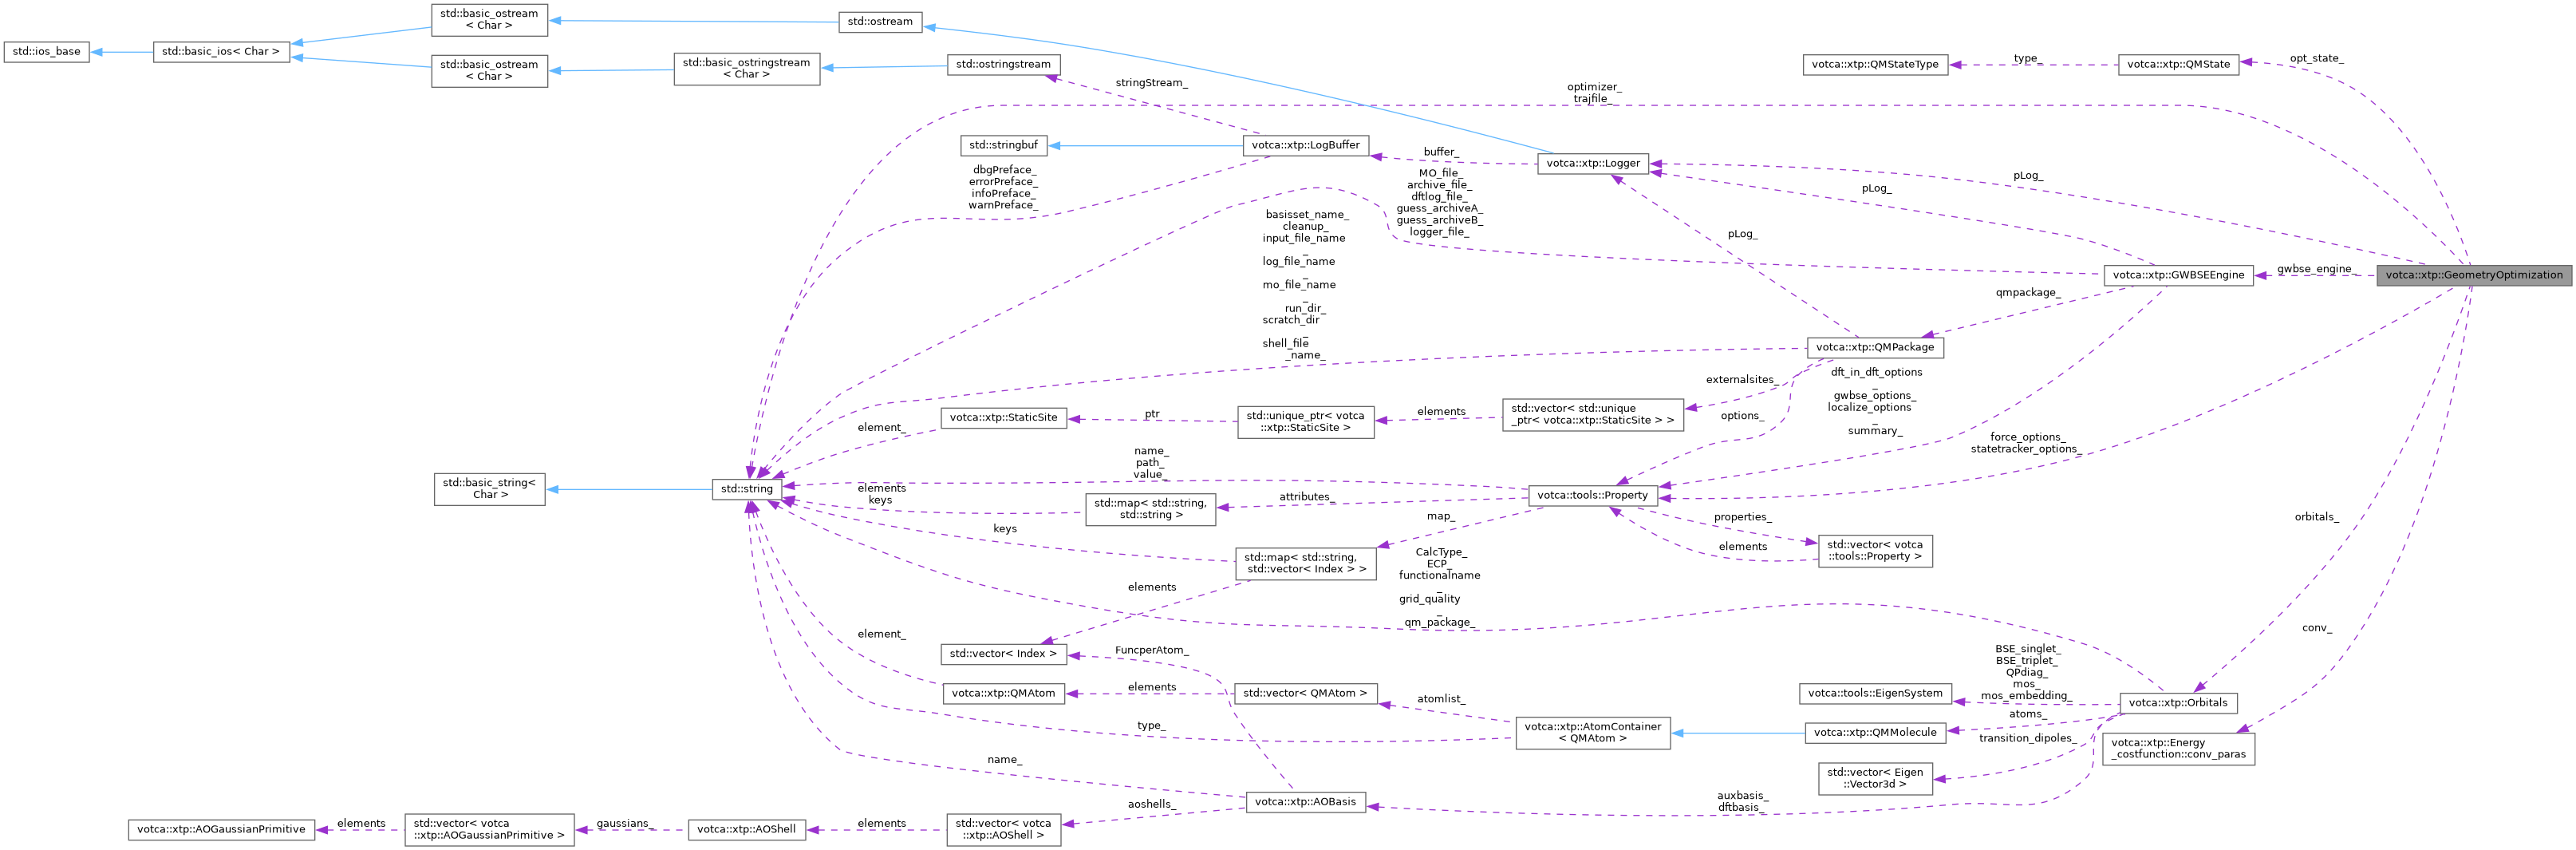 std::basic_ostream
< Char >
std::ostream
std::ios_base
std::basic_ios< Char >
std::basic_ostream
< Char >
std::basic_ostringstream
< Char >
std::ostringstream
votca::xtp::QMStateType
type_
votca::xtp::QMState
opt_state_
stringStream_
optimizer_
trajfile_
std::stringbuf
votca::xtp::LogBuffer
buffer_
votca::xtp::Logger
pLog_
pLog_
dbgPreface_
errorPreface_
infoPreface_
warnPreface_
MO_file_
archive_file_
dftlog_file_
guess_archiveA_
guess_archiveB_
logger_file_
basisset_name_
cleanup_
input_file_name
_
log_file_name
_
mo_file_name
_
run_dir_
scratch_dir
_
shell_file
_name_
pLog_
votca::xtp::GWBSEEngine
gwbse_engine_
votca::xtp::GeometryOptimization
qmpackage_
votca::xtp::QMPackage
externalsites_
dft_in_dft_options
_
gwbse_options_
localize_options
_
summary_
votca::xtp::StaticSite
ptr
std::unique_ptr< votca
::xtp::StaticSite >
elements
std::vector< std::unique
_ptr< votca::xtp::StaticSite > >
options_
element_
force_options_
statetracker_options_
std::basic_string<
Char >
std::string
name_
path_
value_
elements
keys
std::map< std::string,
std::string >
attributes_
votca::tools::Property
properties_
elements
std::vector< votca
::tools::Property >
orbitals_
map_
keys
std::map< std::string,
std::vector< Index > >
elements
CalcType_
ECP_
functionalname
_
grid_quality
_
qm_package_
element_
std::vector< Index >
FuncperAtom_
conv_
votca::xtp::QMAtom
elements
std::vector< QMAtom >
atomlist_
votca::tools::EigenSystem
BSE_singlet_
BSE_triplet_
QPdiag_
mos_
mos_embedding_
votca::xtp::Orbitals
type_
votca::xtp::AtomContainer
< QMAtom >
votca::xtp::QMMolecule
atoms_
transition_dipoles_
votca::xtp::Energy
_costfunction::conv_paras
name_
std::vector< Eigen
::Vector3d >
votca::xtp::AOBasis
auxbasis_
dftbasis_
aoshells_
votca::xtp::AOGaussianPrimitive
elements
std::vector< votca
::xtp::AOGaussianPrimitive >
gaussians_
votca::xtp::AOShell
elements
std::vector< votca
::xtp::AOShell >